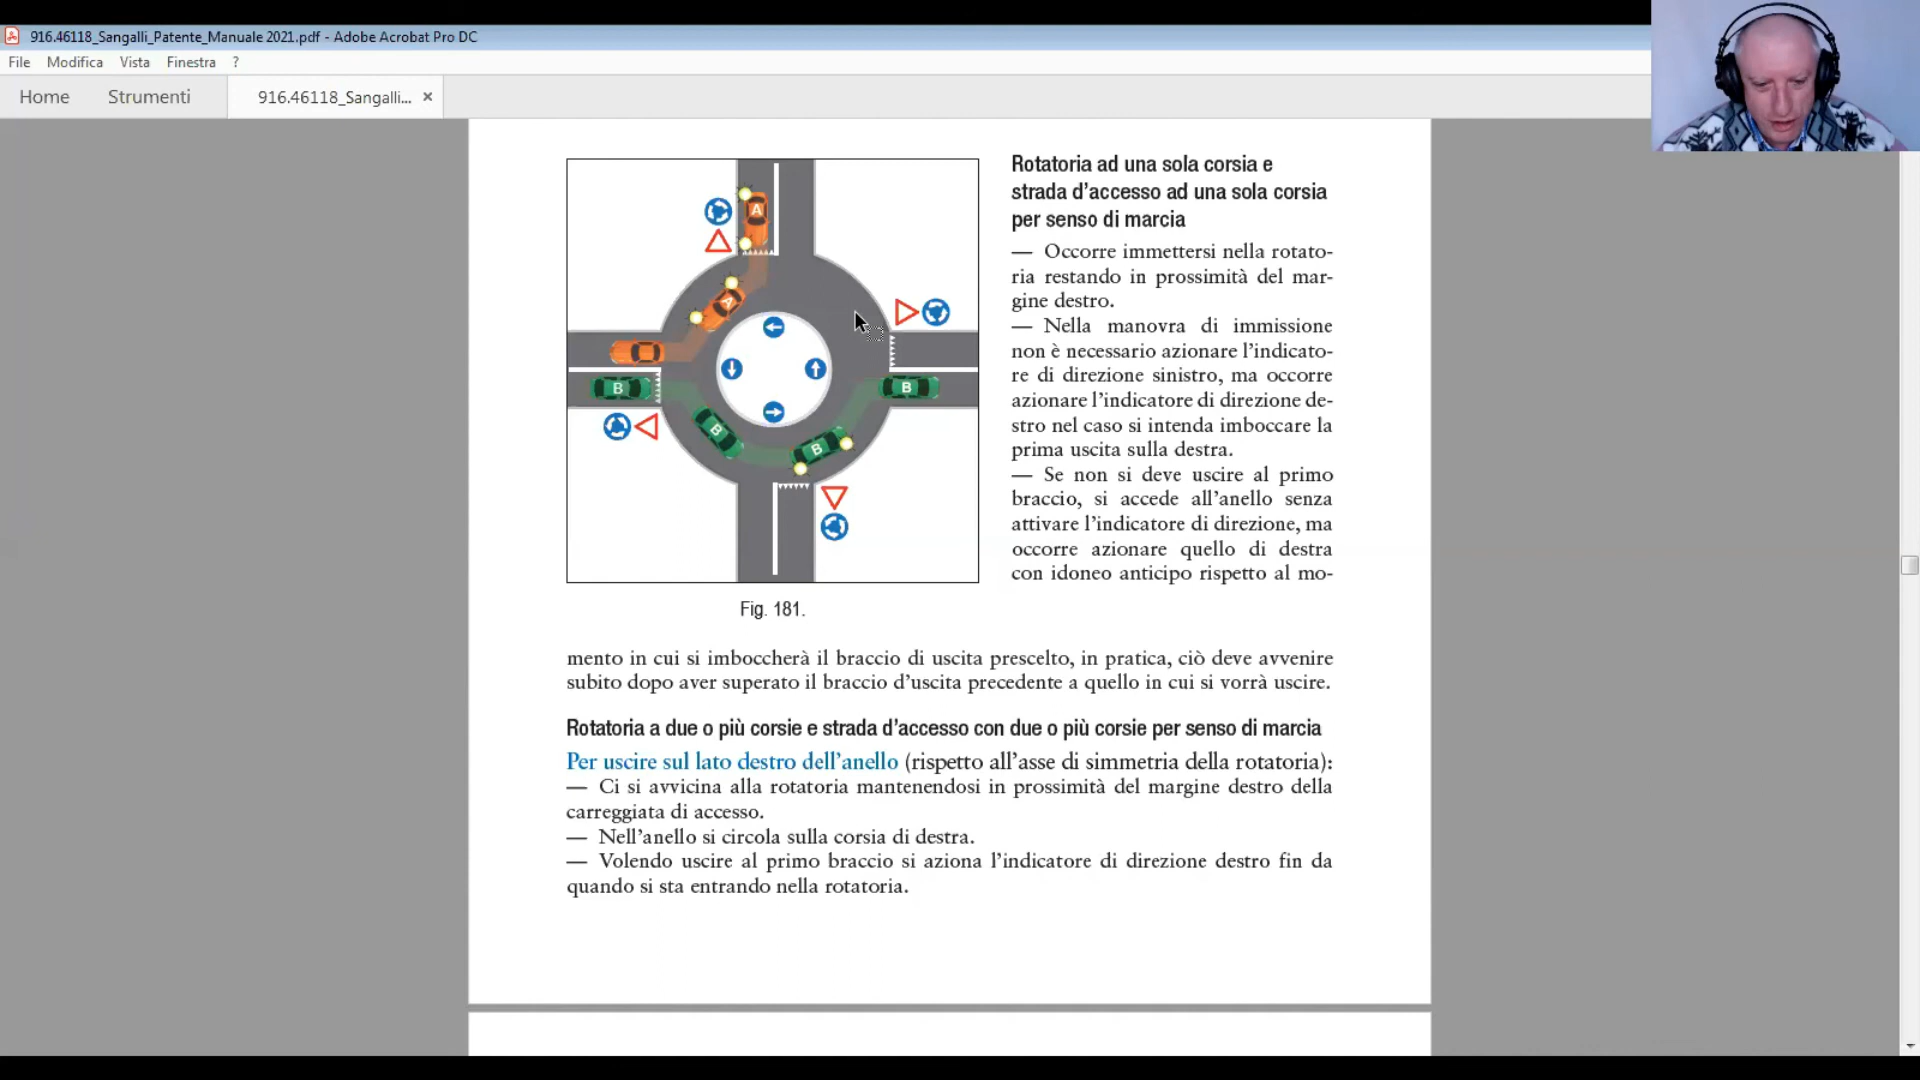 916.46118_Sangalli_Patente_Manuale 2021.pdf - Adobe Acrobat Pro DC
File Modifica Vista Finestra ?
Home Strumenti 916.46118_Sangalli... ×
A
A
B
B
B
B
Fig. 181.
Rotatoria ad una sola corsia e
strada d'accesso ad una sola corsia
per senso di marcia
— Occorre immettersi nella rotato-
ria restando in prossimità del mar-
gine destro.
— Nella manovra di immissione
non è necessario azionare l'indicato-
re di direzione sinistro, ma occorre
azionare l'indicatore di direzione de-
stro nel caso si intenda imboccare la
prima uscita sulla destra.
— Se non si deve uscire al primo
braccio, si accede all'anello senza
attivare l'indicatore di direzione, ma
occorre azionare quello di destra
con idoneo anticipo rispetto al mo-
mento in cui si imboccherà il braccio di uscita prescelto, in pratica, ciò deve avvenire
subito dopo aver superato il braccio d'uscita precedente a quello in cui si vorrà uscire.
Rotatoria a due o più corsie e strada d'accesso con due o più corsie per senso di marcia
Per uscire sul lato destro dell'anello (rispetto all'asse di simmetria della rotatoria):
— Ci si avvicina alla rotatoria mantenendosi in prossimità del margine destro della
carreggiata di accesso.
— Nell'anello si circola sulla corsia di destra.
— Volendo uscire al primo braccio si aziona l'indicatore di direzione destro fin da
quando si sta entrando nella rotatoria.